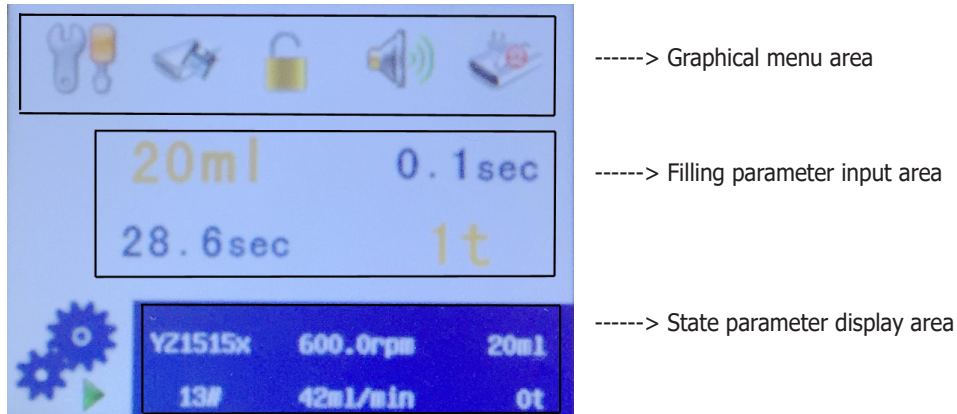 ------> Graphical menu area
20ml 0.1sec
------> Filling parameter input area
28.6sec 1t
------> State parameter display area
YZ1515x 600.0rpm 20ml
13# 42ml/min 0t